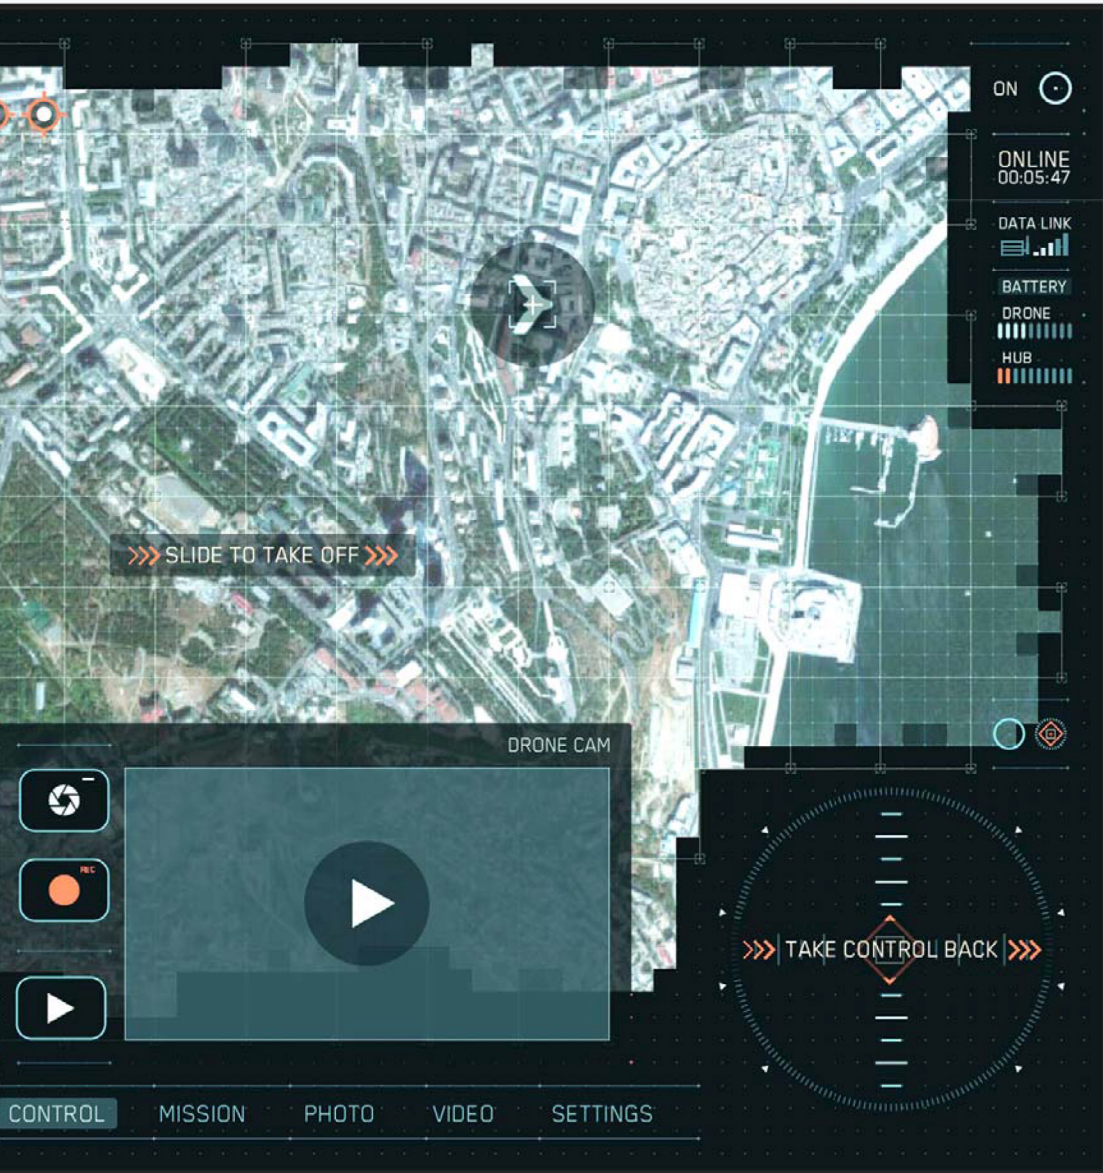 ON
ONLINE
00:05:47
DATA LINK
BATTERY
DRONE
HUB
>>> SLIDE TO TAKE OFF >>>
DRONE CAM
REC
>>> TAKE CONTROL BACK >>>
CONTROL MISSION PHOTO VIDEO SETTINGS